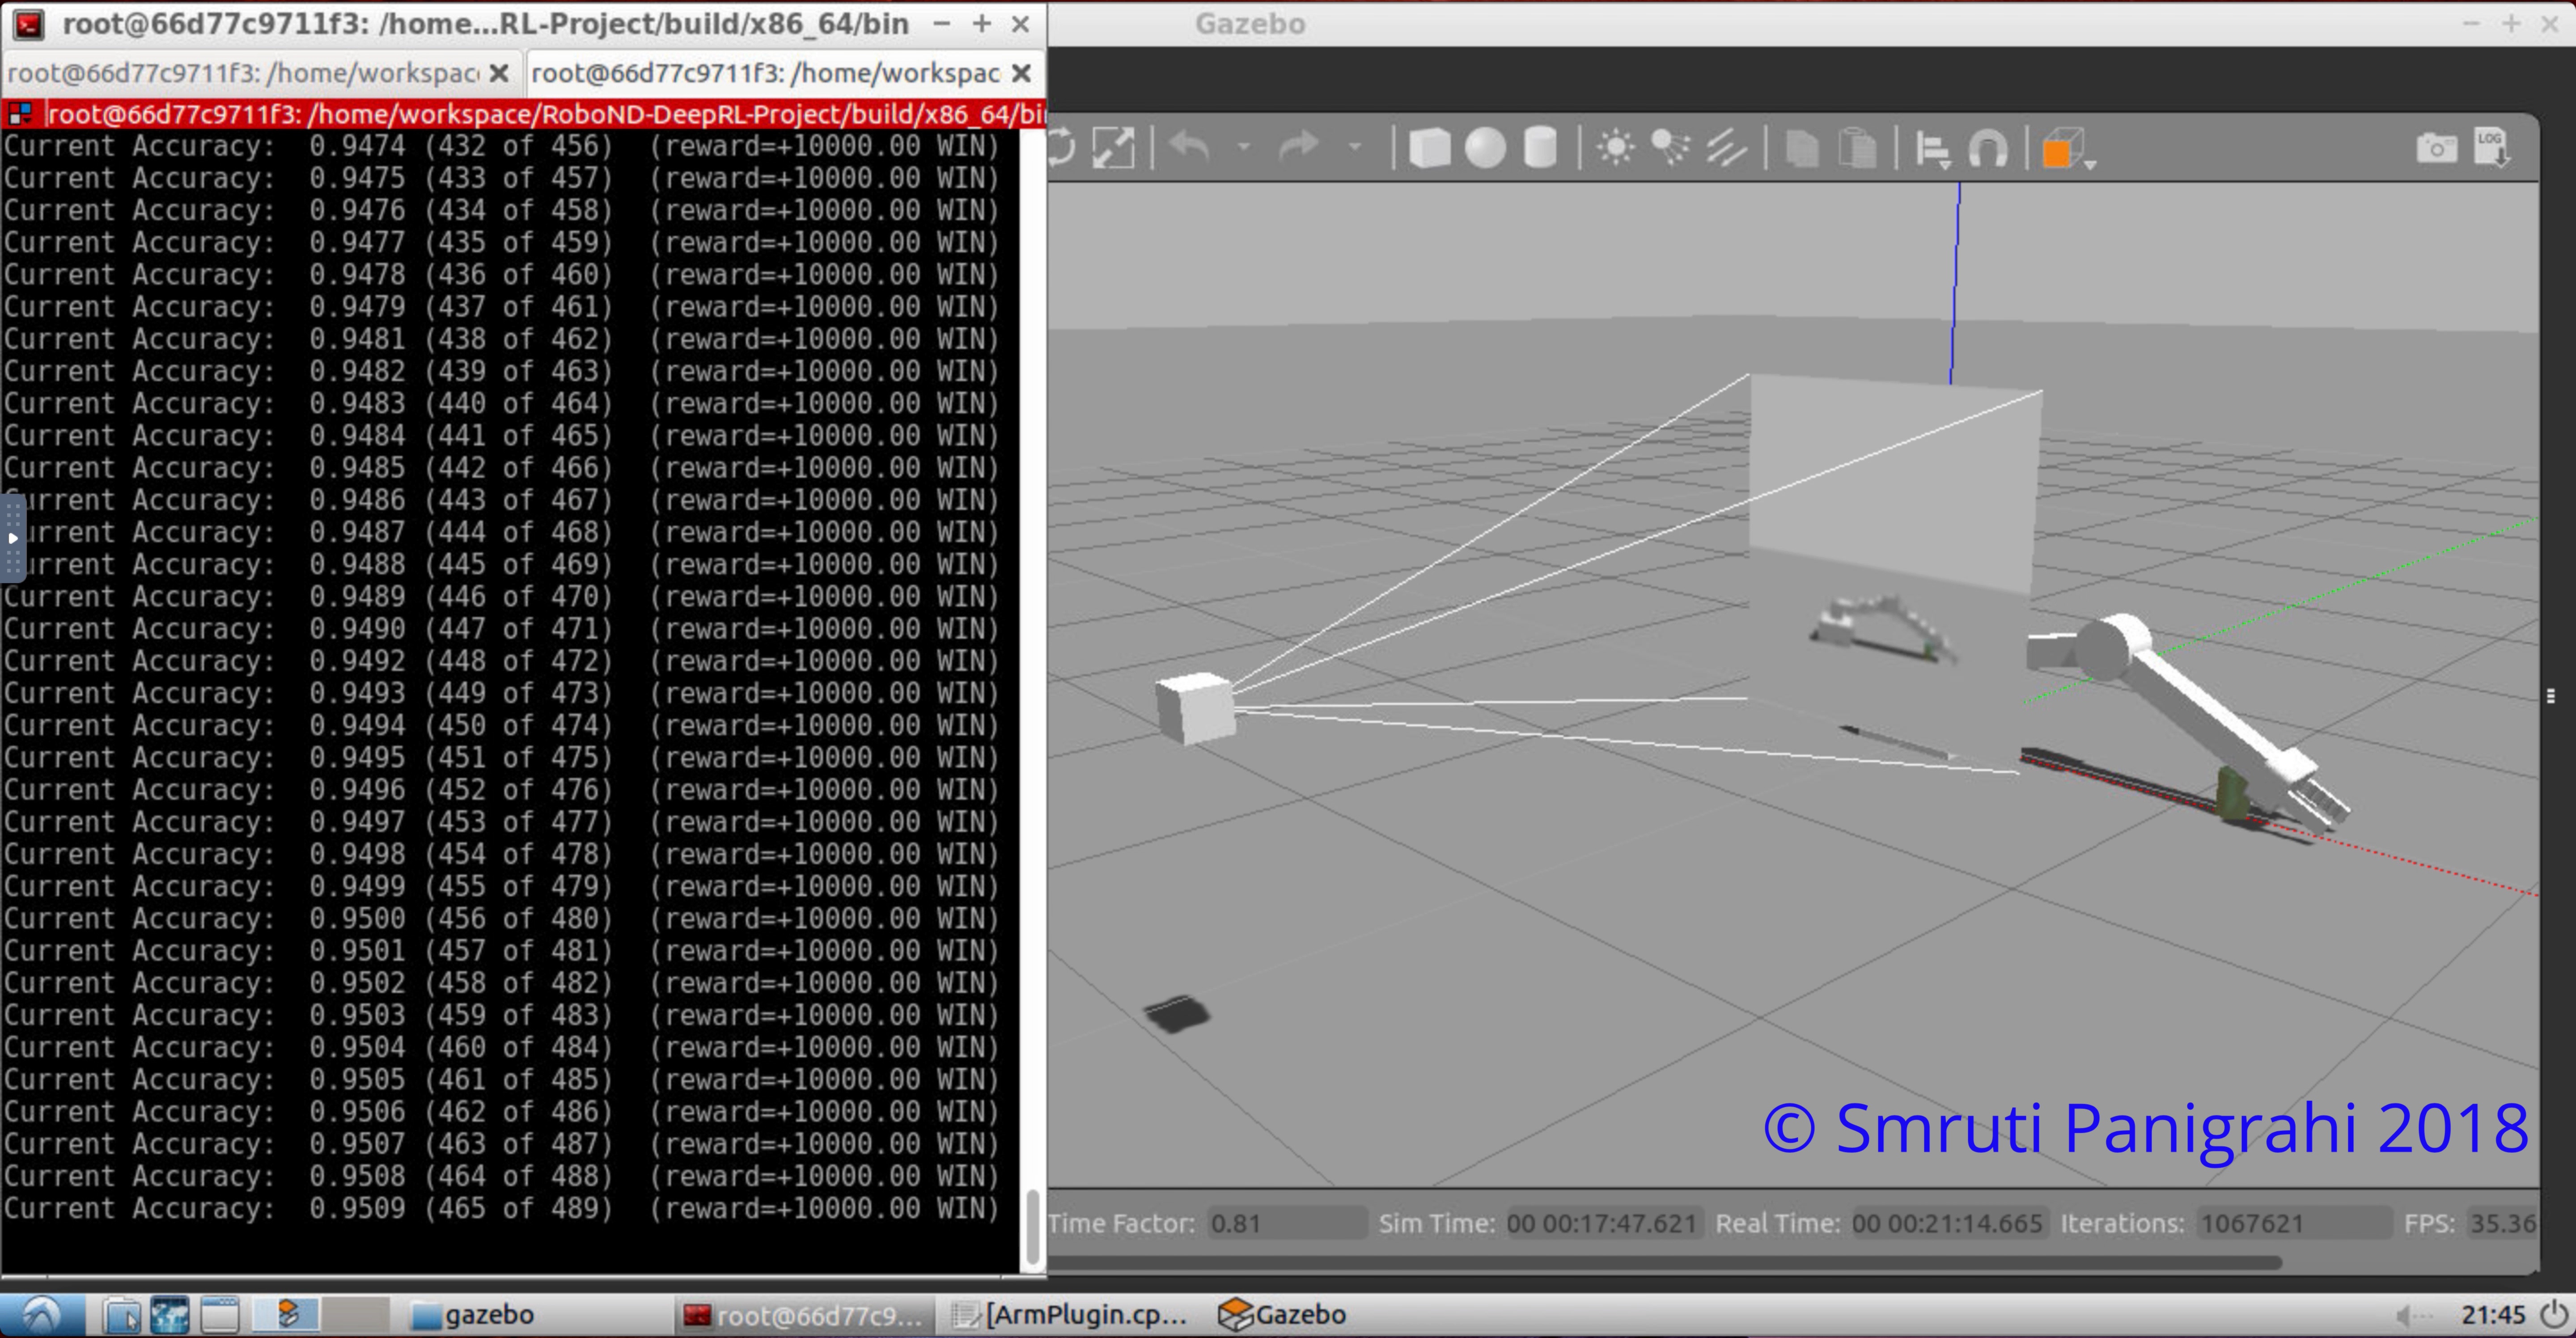 root@66d77c9711f3: /home...RL-Project/build/x86_64/bin
Gazebo
root@66d77c9711f3: /home/workspac
root@66d77c9711f3: /home/workspac
root@66d77c9711f3: /home/workspace/RoboND-DeepRL-Project/build/x86_64/bi
LOG
Current Accuracy: 0.9474 (432 of 456) (reward=+10000.00 WIN)
Current Accuracy: 0.9475 (433 of 457) (reward=+10000.00 WIN)
Current Accuracy: 0.9476 (434 of 458) (reward=+10000.00 WIN)
Current Accuracy: 0.9477 (435 of 459) (reward=+10000.00 WIN)
Current Accuracy: 0.9478 (436 of 460) (reward=+10000.00 WIN)
Current Accuracy: 0.9479 (437 of 461) (reward=+10000.00 WIN)
Current Accuracy: 0.9481 (438 of 462) (reward=+10000.00 WIN)
Current Accuracy: 0.9482 (439 of 463) (reward=+10000.00 WIN)
Current Accuracy: 0.9483 (440 of 464) (reward=+10000.00 WIN)
Current Accuracy: 0.9484 (441 of 465) (reward=+10000.00 WIN)
Current Accuracy: 0.9485 (442 of 466) (reward=+10000.00 WIN)
urrent Accuracy: 0.9486 (443 of 467) (reward=+10000.00 WIN)
urrent Accuracy: 0.9487 (444 of 468) (reward=+10000.00 WIN)
urrent Accuracy: 0.9488 (445 of 469) (reward=+10000.00 WIN)
Current Accuracy: 0.9489 (446 of 470) (reward=+10000.00 WIN)
Current Accuracy: 0.9490 (447 of 471) (reward=+10000.00 WIN)
Current Accuracy: 0.9492 (448 of 472) (reward=+10000.00 WIN)
Current Accuracy: 0.9493 (449 of 473) (reward=+10000.00 WIN)
Current Accuracy: 0.9494 (450 of 474) (reward=+10000.00 WIN)
Current Accuracy: 0.9495 (451 of 475) (reward=+10000.00 WIN)
Current Accuracy: 0.9496 (452 of 476) (reward=+10000.00 WIN)
Current Accuracy: 0.9497 (453 of 477) (reward=+10000.00 WIN)
Current Accuracy: 0.9498 (454 of 478) (reward=+10000.00 WIN)
Current Accuracy: 0.9499 (455 of 479) (reward=+10000.00 WIN)
Current Accuracy: 0.9500 (456 of 480) (reward=+10000.00 WIN)
Current Accuracy: 0.9501 (457 of 481) (reward=+10000.00 WIN)
Current Accuracy: 0.9502 (458 of 482) (reward=+10000.00 WIN)
Current Accuracy: 0.9503 (459 of 483) (reward=+10000.00 WIN)
Current Accuracy: 0.9504 (460 of 484) (reward=+10000.00 WIN)
Current Accuracy: 0.9505 (461 of 485) (reward=+10000.00 WIN)
Current Accuracy: 0.9506 (462 of 486) (reward=+10000.00 WIN)
Current Accuracy: 0.9507 (463 of 487) (reward=+10000.00 WIN)
Current Accuracy: 0.9508 (464 of 488) (reward=+10000.00 WIN)
Current Accuracy: 0.9509 (465 of 489) (reward=+10000.00 WIN)
© Smruti Panigrahi 2018
Time Factor: 0.81 Sim Time: 00 00:17:47.621 Real Time: 00 00:21:14.665 Iterations: 1067621 FPS: 35.36
gazebo
root@66d77c9...
[ArmPlugin.cp...
Gazebo
21:45